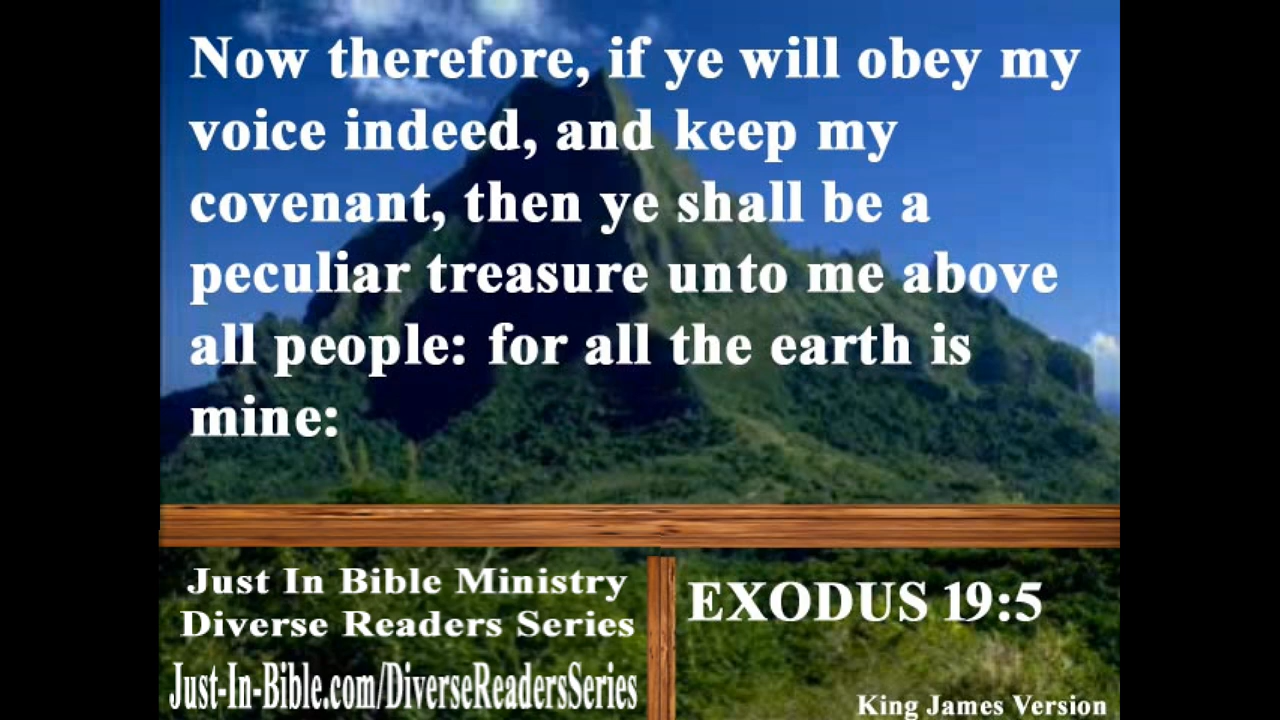 Now therefore, if ye will obey my
voice indeed, and keep my
covenant, then ye shall be a
peculiar treasure unto me above
all people: for all the earth is
mine:
Just In Bible Ministry
Diverse Readers Series
Just-In-Bible.com/DiverseReadersSeries
EXODUS 19:5
King James Version